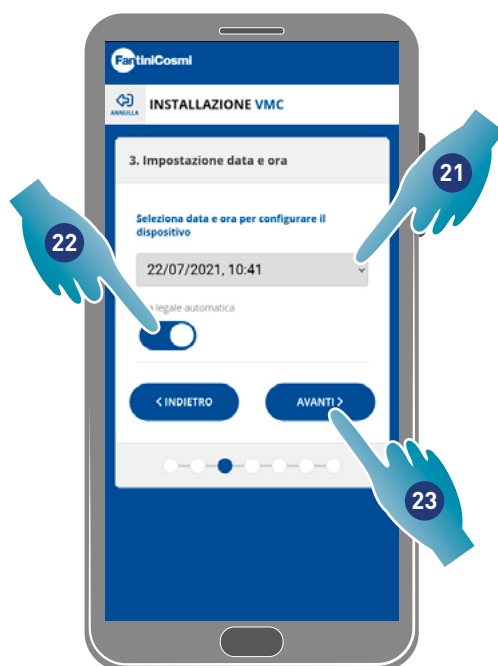 FantiniCosmi
ANNULLA
INSTALLAZIONE VMC
3. Impostazione data e ora
21
Seleziona data e ora per configurare il
dispositivo
22
22/07/2021, 10:41
legale automatica
< INDIETRO
AVANTI >
23